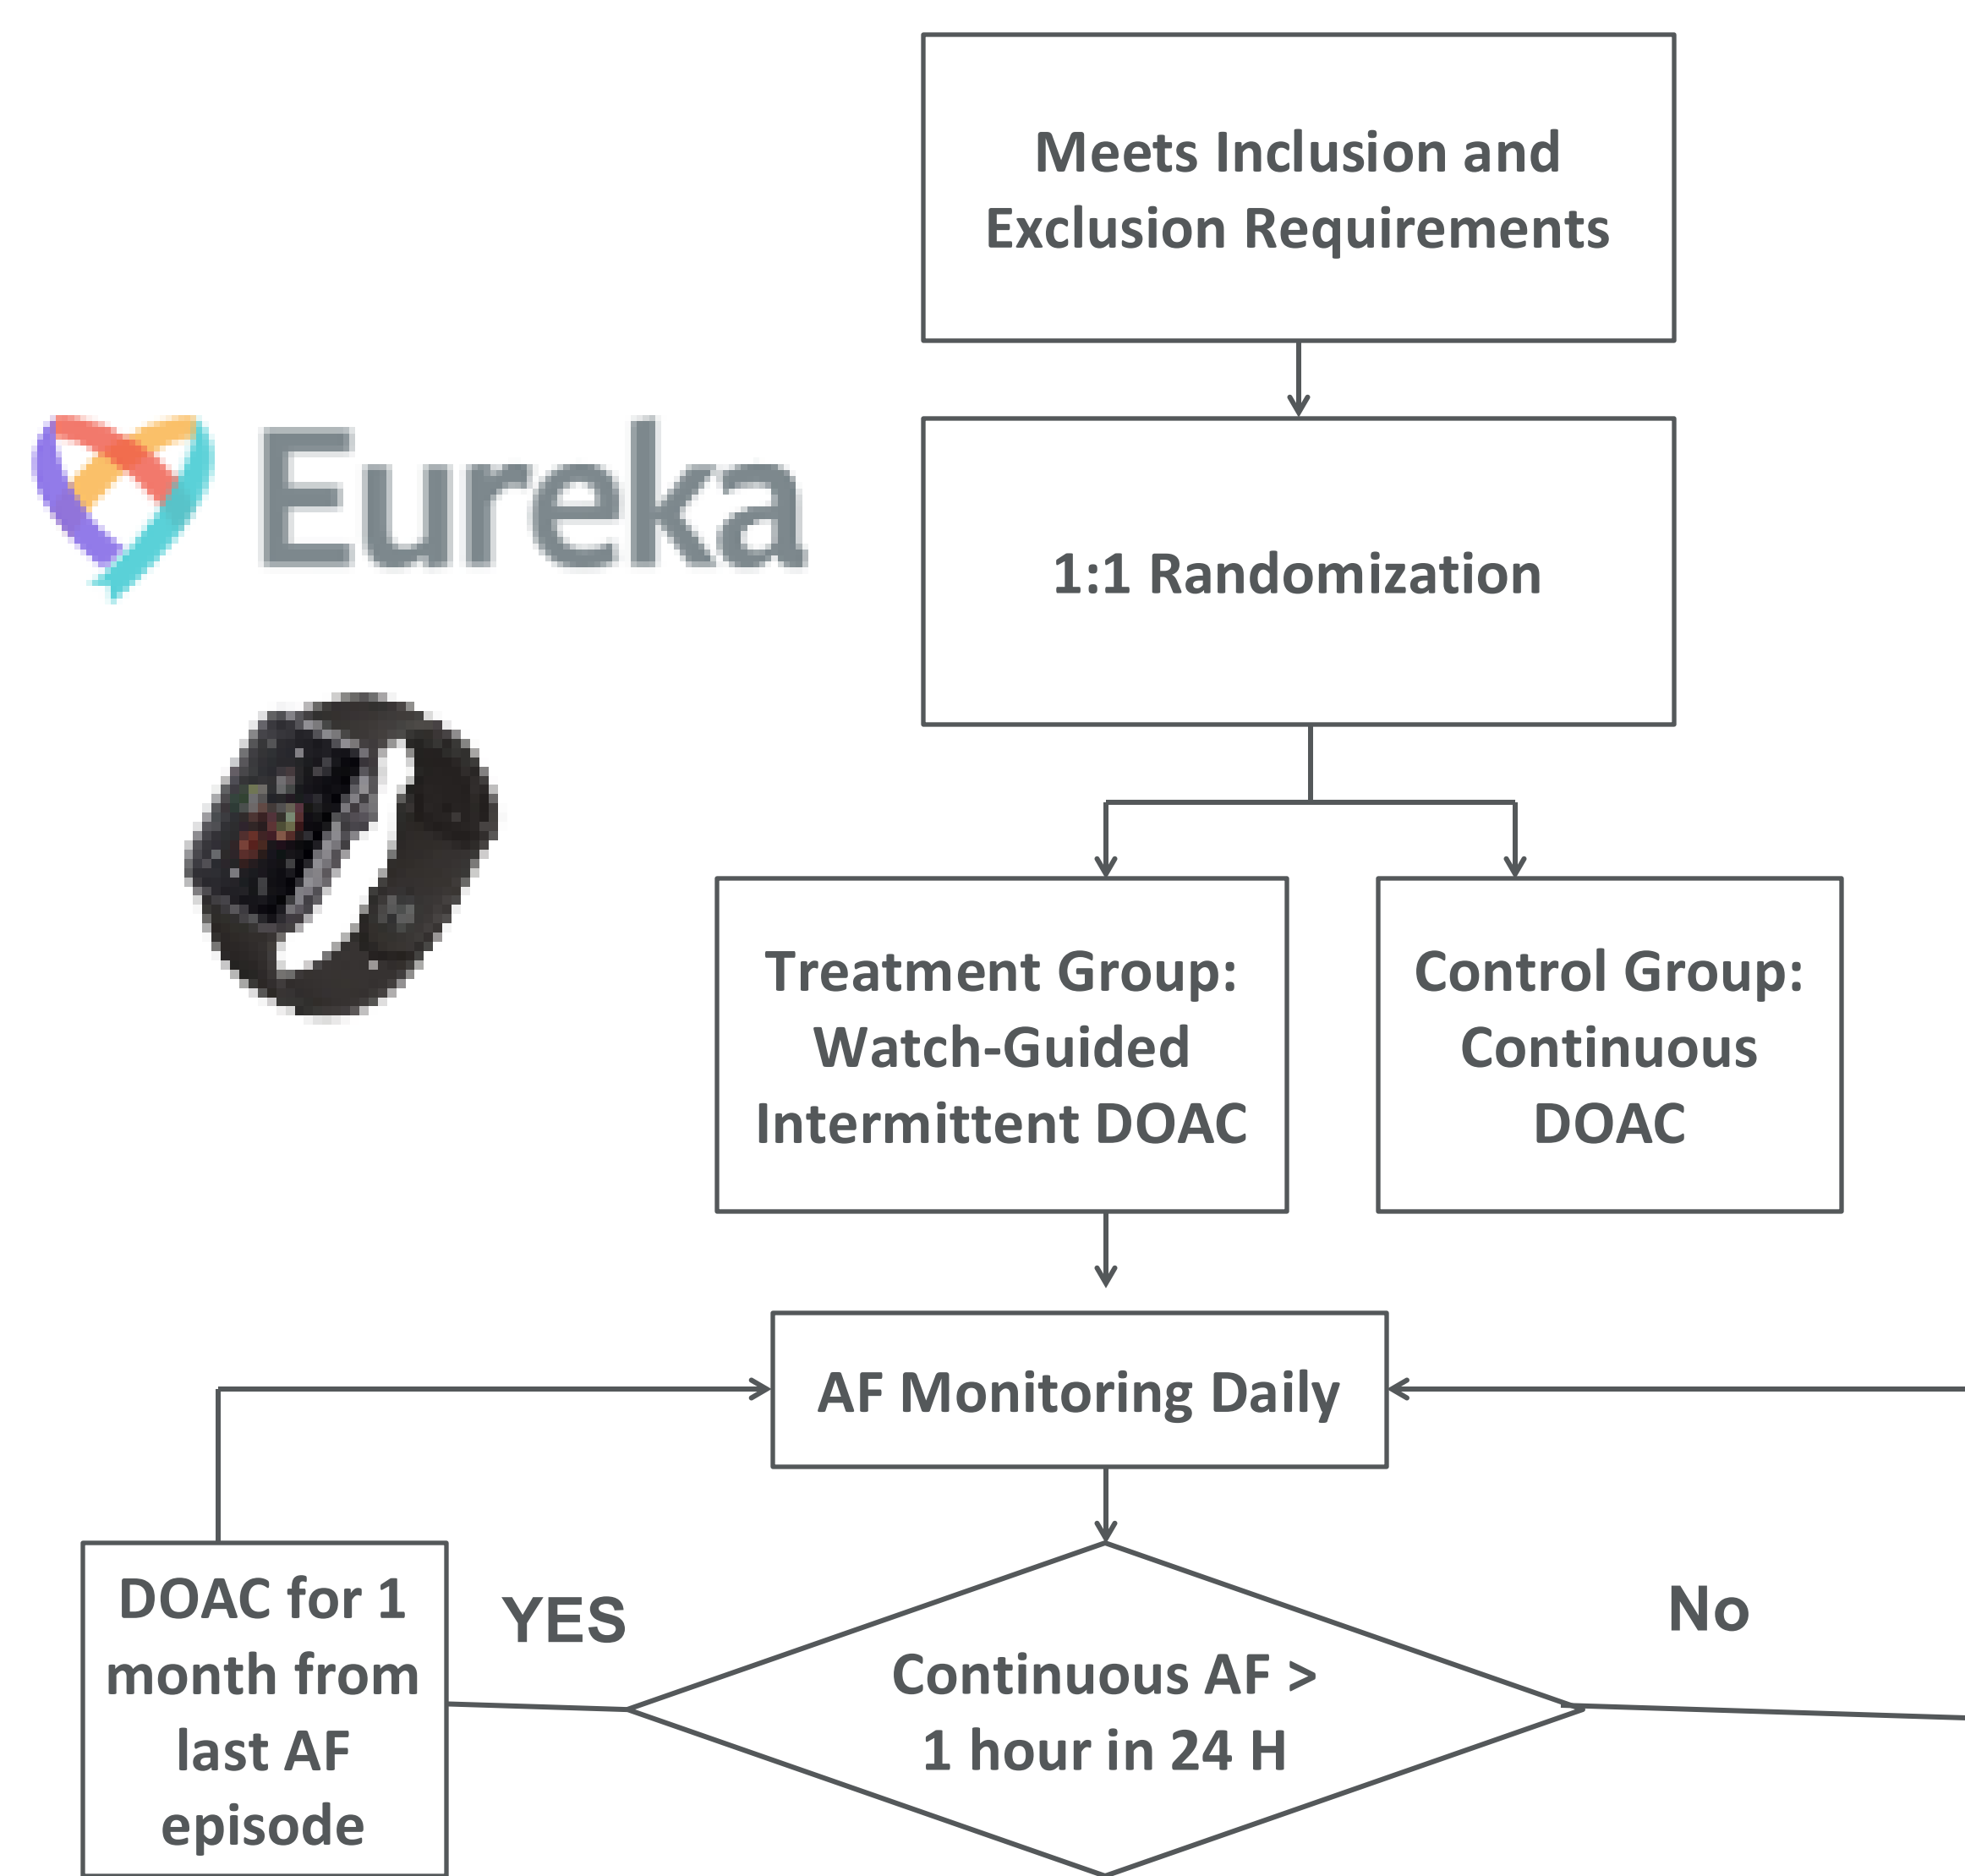 Meets Inclusion and
Exclusion Requirements
Eureka
1:1 Randomization
Treatment Group:
Watch-Guided
Intermittent DOAC
Control Group:
Continuous
DOAC
AF Monitoring Daily
DOAC for 1
month from
last AF
episode
YES
Continuous AF >
1 hour in 24 H
No